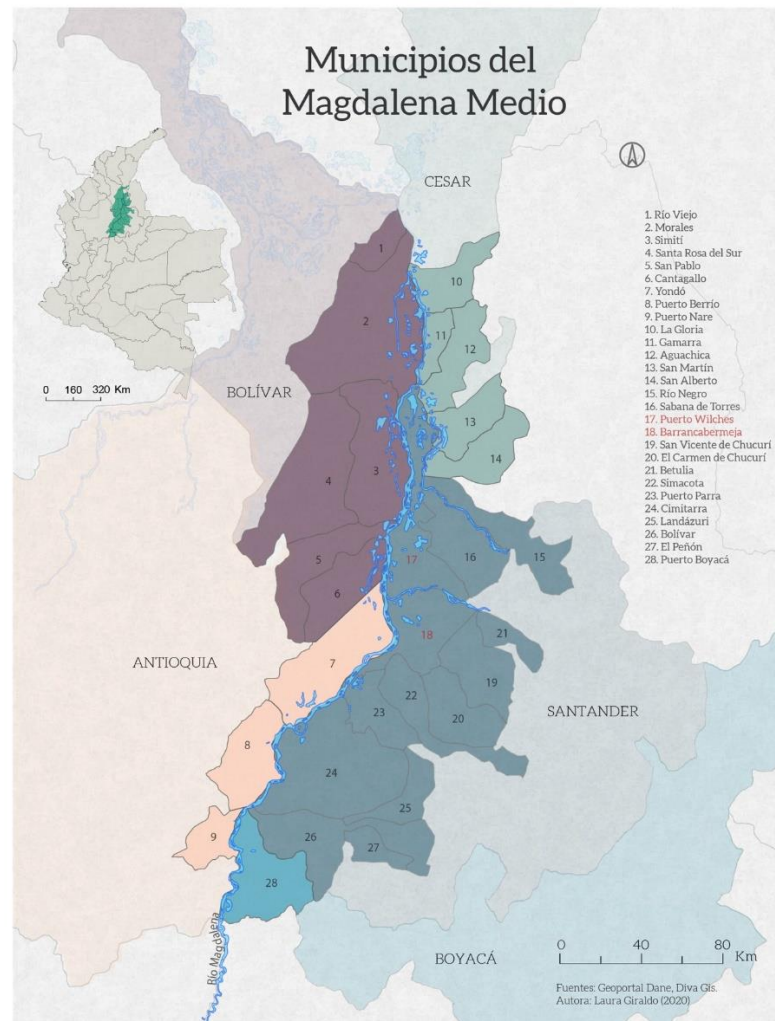 Municipios del
Magdalena Medio
CESAR
1. Río Viejo
2. Morales
3. Simití
4. Santa Rosa del Sur
5. San Pablo
6. Cantagallo
7. Yondó
8. Puerto Berrío
9. Puerto Nare
10. La Gloria
11. Gamarra
12. Aguachica
13. San Martín
14. San Alberto
15. Río Negro
16. Sabana de Torres
17. Puerto Wilches
18. Barrancabermeja
19. San Vicente de Chucurí
20. El Carmen de Chucurí
21. Betulia
22. Simacota
23. Puerto Parra
24. Cimitarra
25. Landázuri
26. Bolívar
27. El Peñón
28. Puerto Boyacá
0 160 320 Km
BOLÍVAR
1
10
2
11
12
13
3
4
14
5
17
16
15
6
18
21
ANTIOQUIA
7
19
22
SANTANDER
23
20
8
24
25
9
26
27
28
Río Magdalena
BOYACÁ
0 40 80
Km
Fuentes: Geoportal Dane, Diva Gis.
Autora: Laura Giraldo (2020)